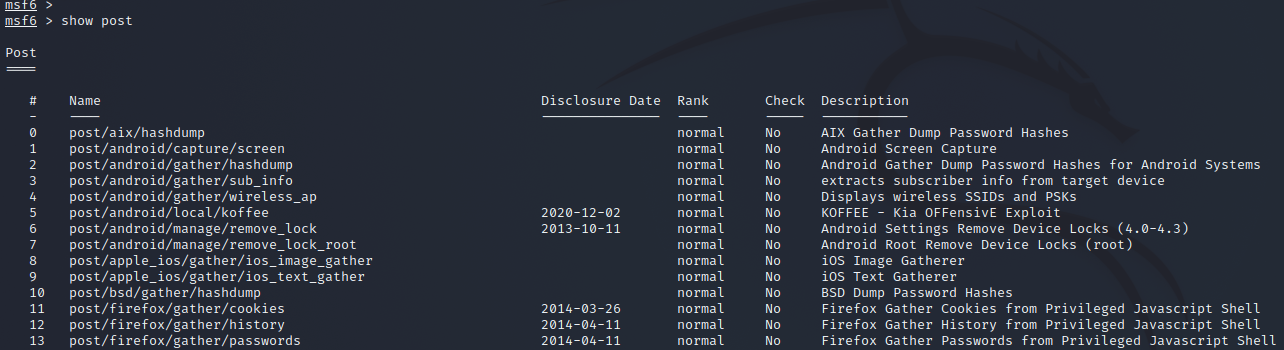 msf6 >
msf6 > show post
Post
====
# Name Disclosure Date Rank Check Description
- ---- --------------- ---- ----- -----------
0 post/aix/hashdump normal No AIX Gather Dump Password Hashes
1 post/android/capture/screen normal No Android Screen Capture
2 post/android/gather/hashdump normal No Android Gather Dump Password Hashes for Android Systems
3 post/android/gather/sub_info normal No extracts subscriber info from target device
4 post/android/gather/wireless_ap normal No Displays wireless SSIDs and PSKs
5 post/android/local/koffee 2020-12-02 normal No KOFFEE - Kia OFFensivE Exploit
6 post/android/manage/remove_lock 2013-10-11 normal No Android Settings Remove Device Locks (4.0-4.3)
7 post/android/manage/remove_lock_root normal No Android Root Remove Device Locks (root)
8 post/apple_ios/gather/ios_image_gather normal No iOS Image Gatherer
9 post/apple_ios/gather/ios_text_gather normal No iOS Text Gatherer
10 post/bsd/gather/hashdump normal No BSD Dump Password Hashes
11 post/firefox/gather/cookies 2014-03-26 normal No Firefox Gather Cookies from Privileged Javascript Shell
12 post/firefox/gather/history 2014-04-11 normal No Firefox Gather History from Privileged Javascript Shell
13 post/firefox/gather/passwords 2014-04-11 normal No Firefox Gather Passwords from Privileged Javascript Shell